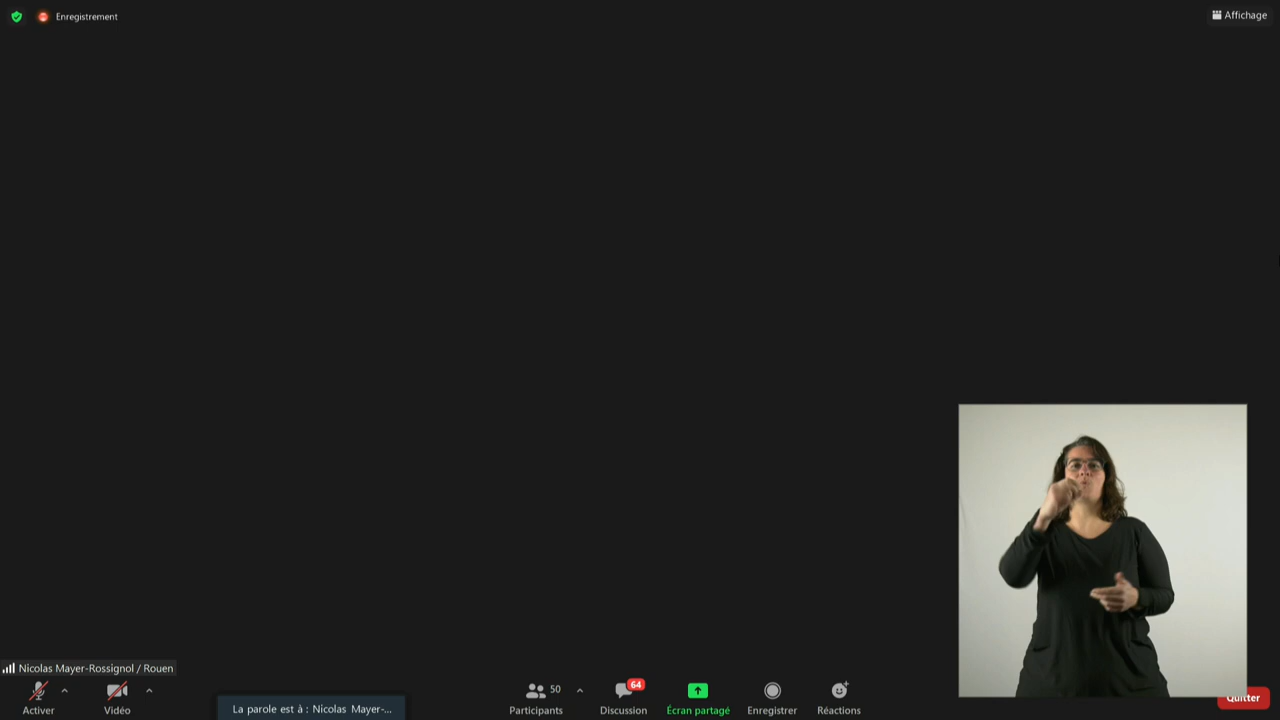 Enregistrement
Affichage
Nicolas Mayer-Rossignol / Rouen
Activer
Vidéo
La parole est à : Nicolas Mayer-...
Participants
50
Discussion
64
Écran partagé
Enregistrer
Réactions
Quitter